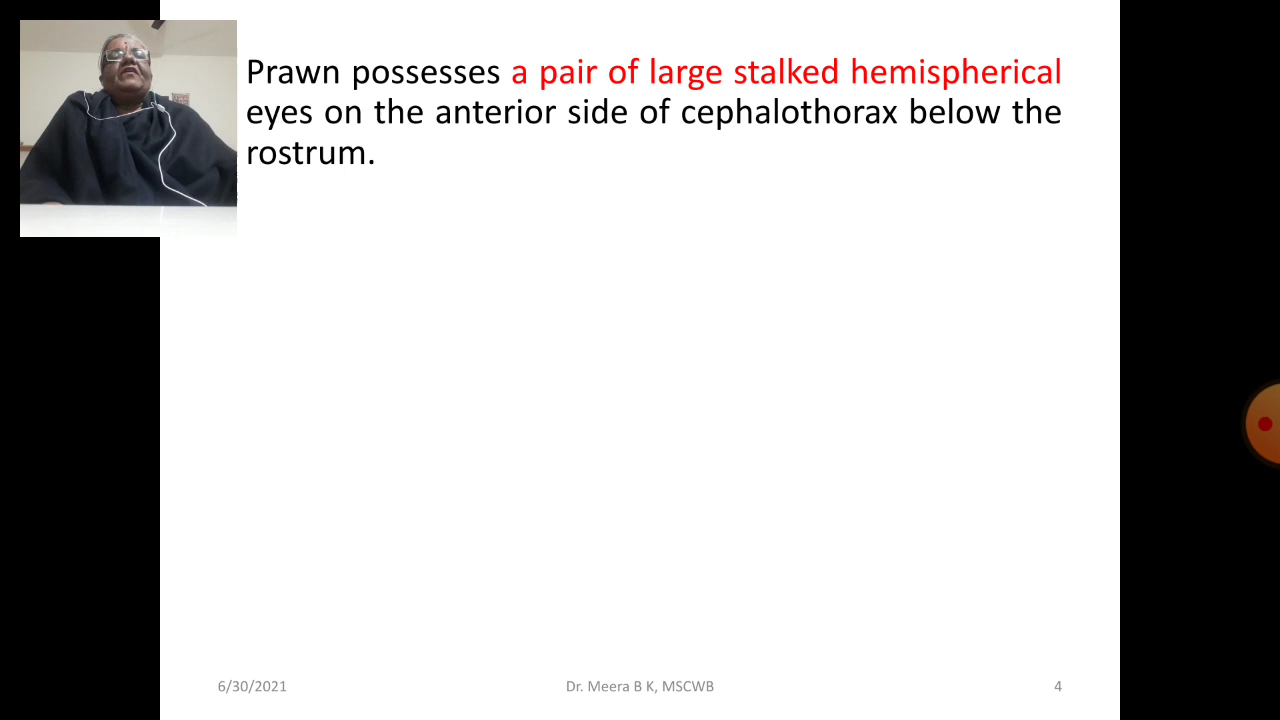 Prawn possesses a pair of large stalked hemispherical
eyes on the anterior side of cephalothorax below the
rostrum.
6/30/2021
Dr. Meera B K, MSCWB
4